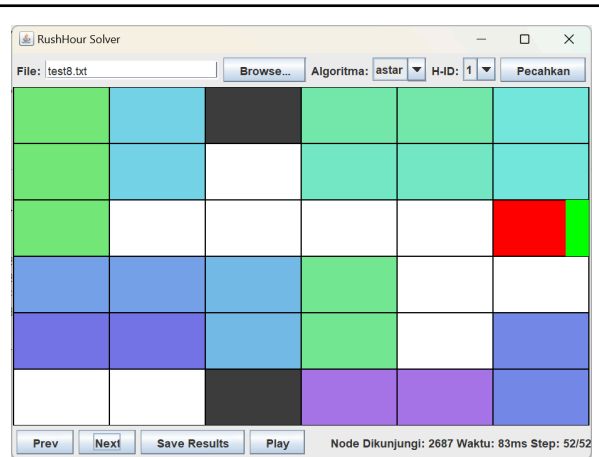 RushHour Solver
File: test8.txt Browse... Algoritma: astar H-ID: 1 Pecahkan
Prev Next Save Results Play Node Dikunjungi: 2687 Waktu: 83ms Step: 52/52